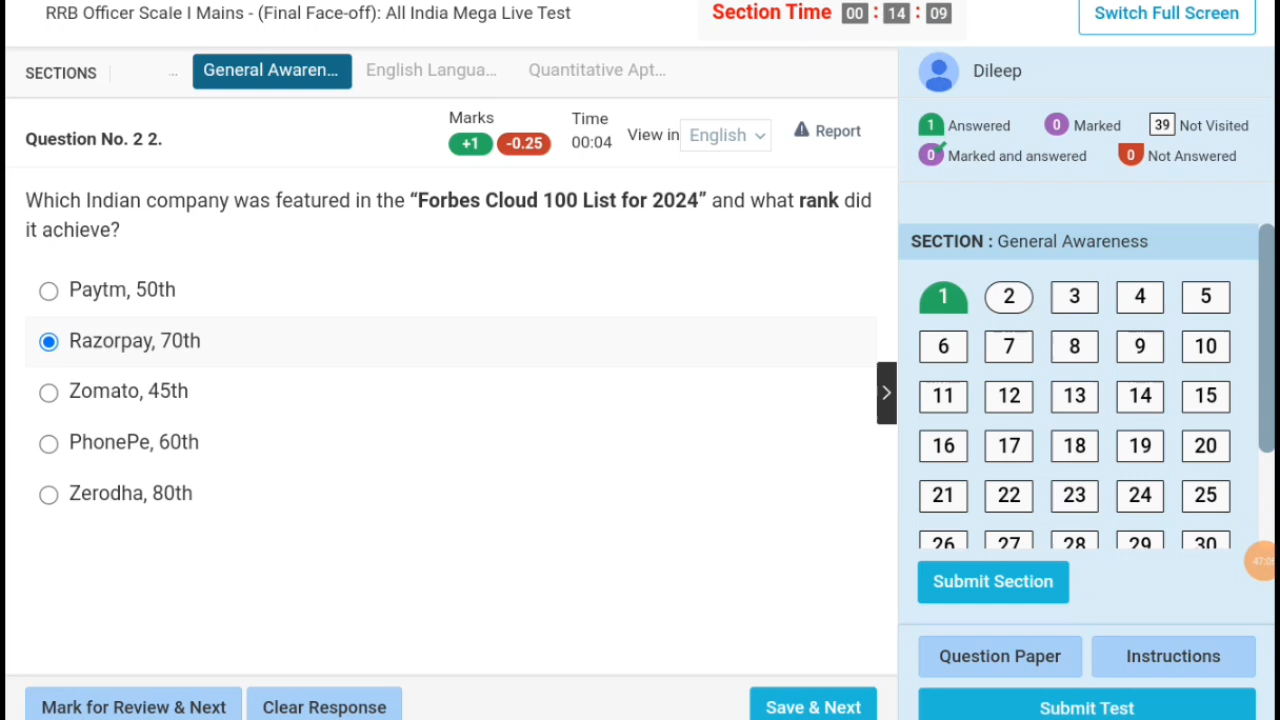 RRB Officer Scale I Mains - (Final Face-off): All India Mega Live Test
Section Time 00 : 14 : 09
Switch Full Screen
SECTIONS
... General Awaren... English Langua... Quantitative Apt...
Dileep
Question No. 2 2.
Marks
+1 -0.25
Time
00:04
View in English
Report
1 Answered 0 Marked 39 Not Visited
0 Marked and answered 0 Not Answered
Which Indian company was featured in the “Forbes Cloud 100 List for 2024” and what rank did
it achieve?
Paytm, 50th
Razorpay, 70th
Zomato, 45th
PhonePe, 60th
Zerodha, 80th
SECTION : General Awareness
1 2 3 4 5
6 7 8 9 10
11 12 13 14 15
16 17 18 19 20
21 22 23 24 25
26 27 28 29 30
Submit Section
Question Paper Instructions
Mark for Review & Next Clear Response Save & Next
Submit Test